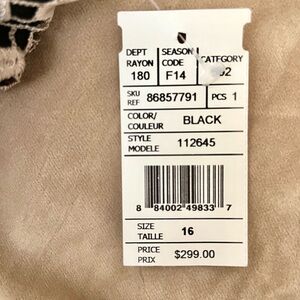 DEPT SEASON CATEGORY
RAYON CODE
180 F14
SKU REF 86857791 PCS 1
COLOR/ COULEUR BLACK
STYLE MODELE 112645
8 84002 49833 7
SIZE TAILLE 16
PRICE PRIX $299.00